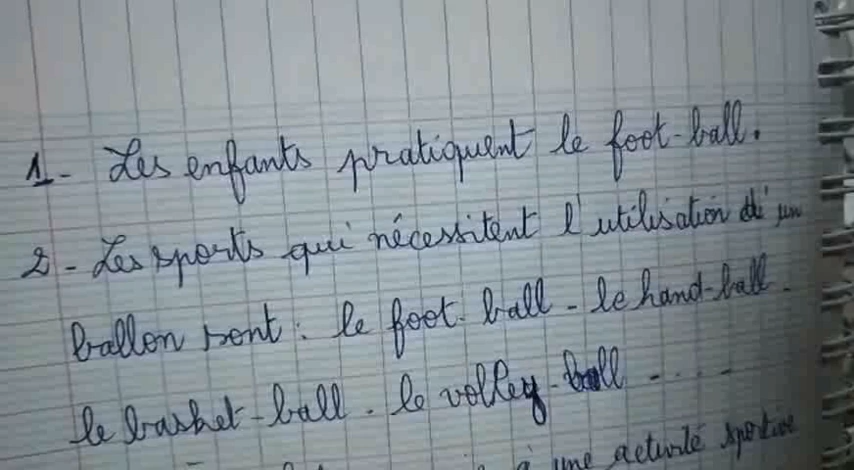 1- Les enfants pratiquent le foot-ball.
2- Les sports qui nécessitent l'utilisation d'un
ballon sont : le foot-ball - le hand-ball -
le basket-ball - le volley-ball - ....
à une activité sportive